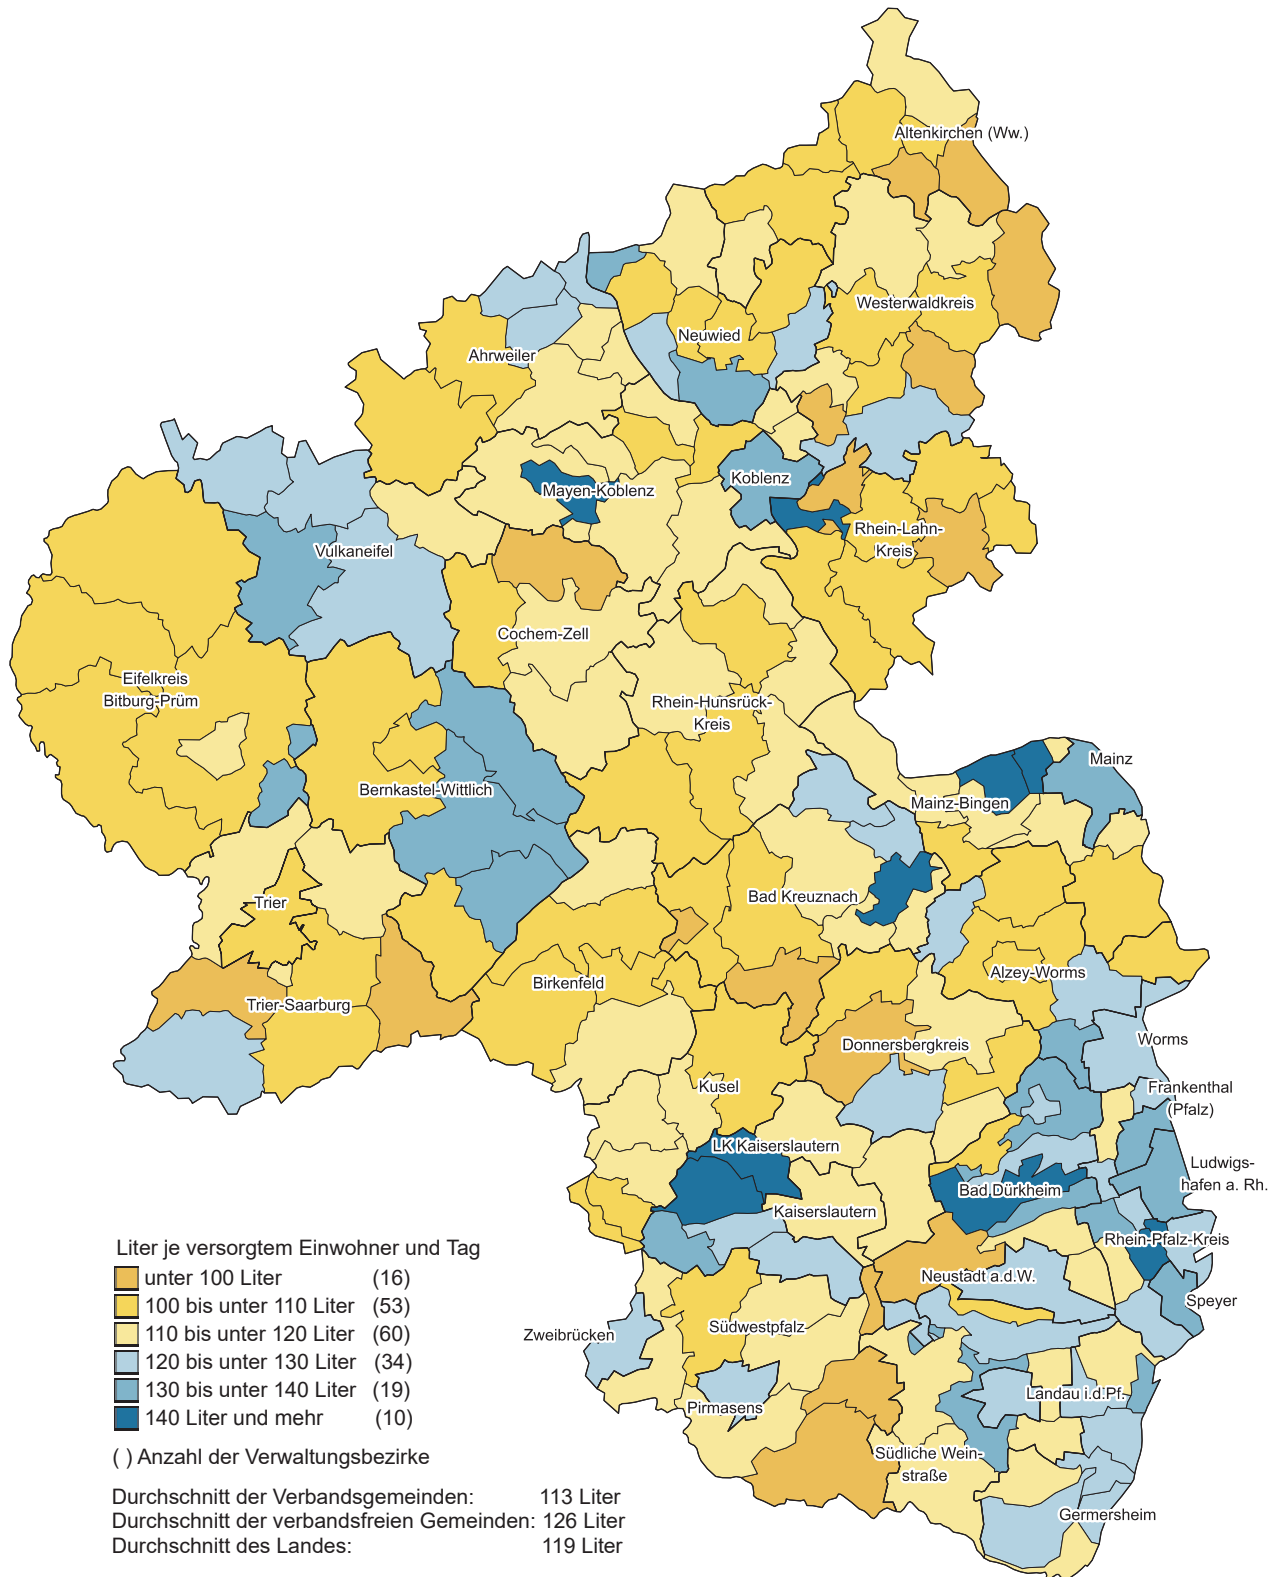 Altenkirchen (Ww.)
Westerwaldkreis
Neuwied
Ahrweiler
Mayen-Koblenz
Koblenz
Rhein-Lahn-
Kreis
Vulkaneifel
Cochem-Zell
Eifelkreis
Bitburg-Prüm
Rhein-Hunsrück-
Kreis
Mainz
Bernkastel-Wittlich
Mainz-Bingen
Trier
Bad Kreuznach
Alzey-Worms
Birkenfeld
Trier-Saarburg
Donnersbergkreis
Worms
Kusel
Frankenthal
(Pfalz)
LK Kaiserslautern
Ludwigs-
hafen a. Rh.
Bad Dürkheim
Kaiserslautern
Rhein-Pfalz-Kreis
Neustadt a.d.W.
Speyer
Südwestpfalz
Zweibrücken
Landau i.d.Pf.
Pirmasens
Südliche Wein-
straße
Germersheim
Liter je versorgtem Einwohner und Tag
unter 100 Liter (16)
100 bis unter 110 Liter (53)
110 bis unter 120 Liter (60)
120 bis unter 130 Liter (34)
130 bis unter 140 Liter (19)
140 Liter und mehr (10)
( ) Anzahl der Verwaltungsbezirke
Durchschnitt der Verbandsgemeinden: 113 Liter
Durchschnitt der verbandsfreien Gemeinden: 126 Liter
Durchschnitt des Landes: 119 Liter